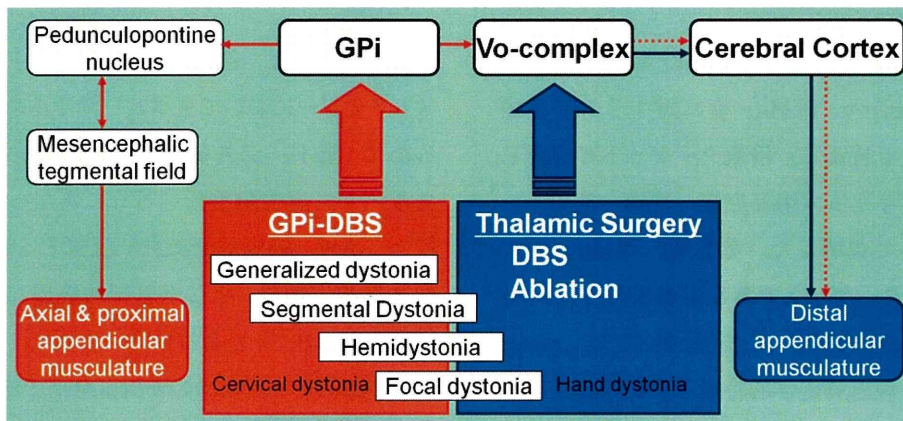 Pedunculopontine
nucleus
GPi
Vo-complex
Cerebral Cortex
Mesencephalic
tegmental field
GPi-DBS
Thalamic Surgery
DBS
Ablation
Generalized dystonia
Segmental Dystonia
Hemidystonia
Cervical dystonia
Focal dystonia
Hand dystonia
Axial & proximal
appendicular
musculature
Distal
appendicular
musculature